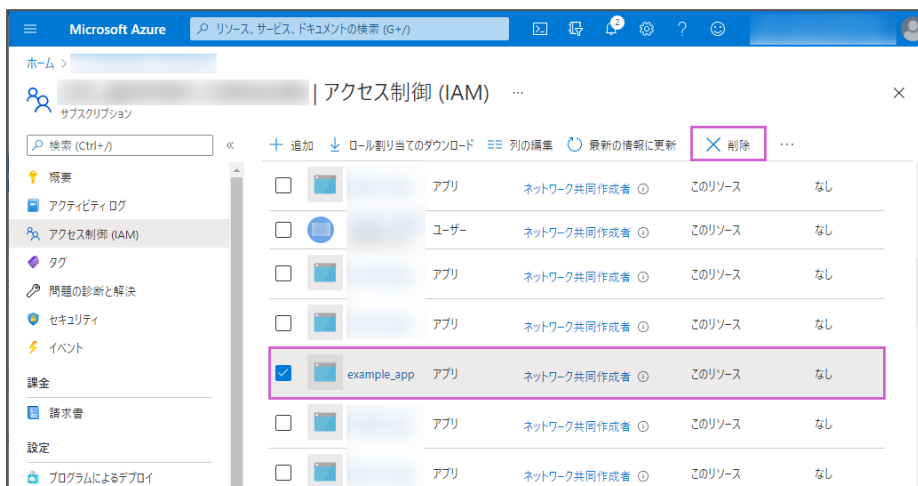 Microsoft Azure リソース、サービス、ドキュメントの検索 (G+/) 2
ホーム >
| アクセス制御 (IAM) …
サブスクリプション
検索 (Ctrl+/) «
追加 ロール割り当てのダウンロード 列の編集 最新の情報に更新 削除 …
概要
アクティビティ ログ
アクセス制御 (IAM)
タグ
問題の診断と解決
セキュリティ
イベント
課金
請求書
設定
プログラムによるデプロイ
アプリ ネットワーク共同作成者 このリソース なし
ユーザー ネットワーク共同作成者 このリソース なし
アプリ ネットワーク共同作成者 このリソース なし
アプリ ネットワーク共同作成者 このリソース なし
example_app アプリ ネットワーク共同作成者 このリソース なし
アプリ ネットワーク共同作成者 このリソース なし
アプリ ネットワーク共同作成者 このリソース なし